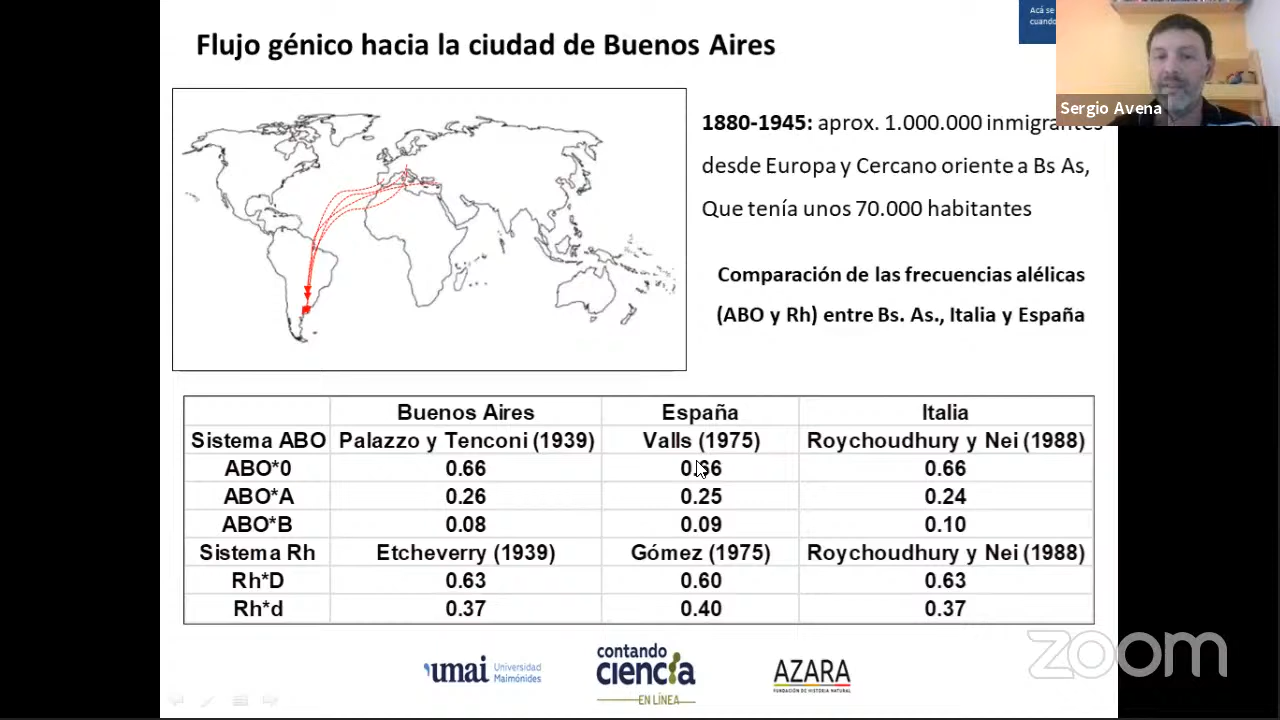 Flujo génico hacia la ciudad de Buenos Aires
Acá se
cuando
Sergio Avena
1880-1945: aprox. 1.000.000 inmigrantes
desde Europa y Cercano oriente a Bs As,
Que tenía unos 70.000 habitantes
Comparación de las frecuencias alélicas
(ABO y Rh) entre Bs. As., Italia y España
Buenos Aires España Italia
Sistema ABO Palazzo y Tenconi (1939) Valls (1975) Roychoudhury y Nei (1988)
ABO*0 0.66 0.66 0.66
ABO*A 0.26 0.25 0.24
ABO*B 0.08 0.09 0.10
Sistema Rh Etcheverry (1939) Gómez (1975) Roychoudhury y Nei (1988)
Rh*D 0.63 0.60 0.63
Rh*d 0.37 0.40 0.37
zoom
umai Universidad
Maimónides
contando
ciencia
EN LÍNEA
AZARA
FUNDACIÓN DE HISTORIA NATURAL